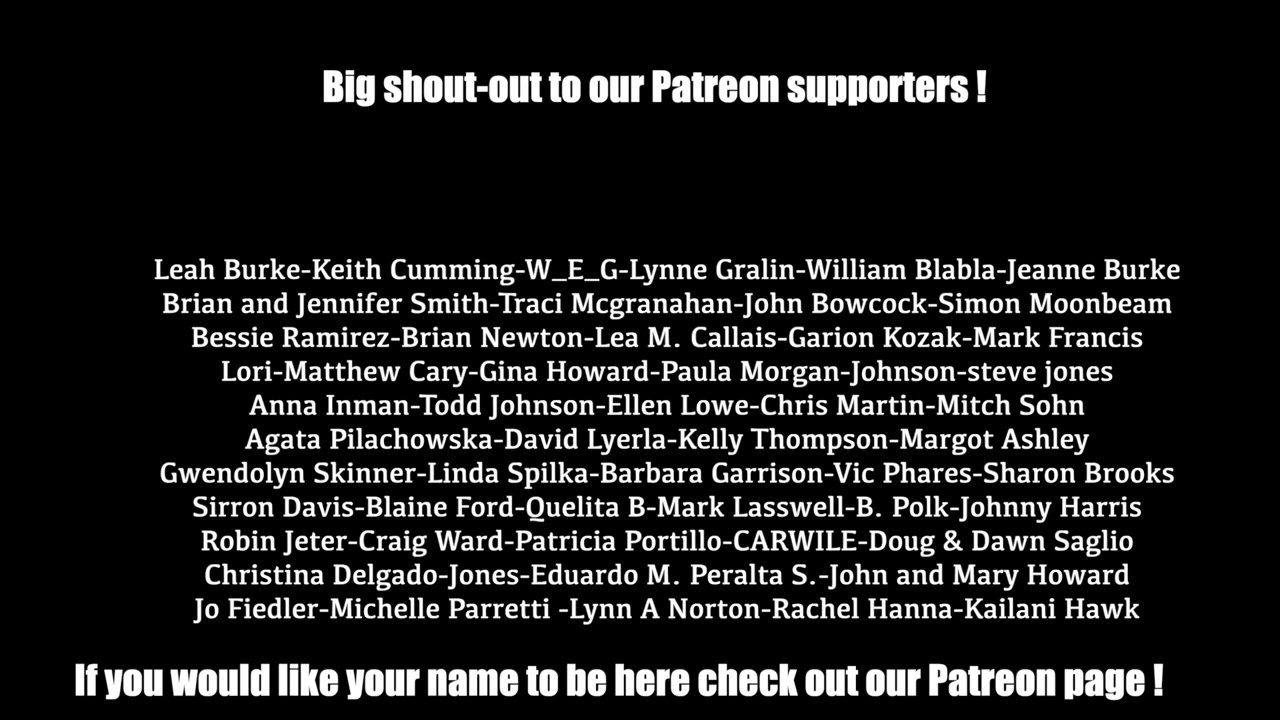 Big shout-out to our Patreon supporters !
Leah Burke-Keith Cumming-W_E_G-Lynne Gralin-William Blabla-Jeanne Burke
Brian and Jennifer Smith-Traci Mcgranahan-John Bowcock-Simon Moonbeam
Bessie Ramirez-Brian Newton-Lea M. Callais-Garion Kozak-Mark Francis
Lori-Matthew Cary-Gina Howard-Paula Morgan-Johnson-steve jones
Anna Inman-Todd Johnson-Ellen Lowe-Chris Martin-Mitch Sohn
Agata Pilachowska-David Lyerla-Kelly Thompson-Margot Ashley
Gwendolyn Skinner-Linda Spilka-Barbara Garrison-Vic Phares-Sharon Brooks
Sirron Davis-Blaine Ford-Quelita B-Mark Lasswell-B. Polk-Johnny Harris
Robin Jeter-Craig Ward-Patricia Portillo-CARWILE-Doug & Dawn Saglio
Christina Delgado-Jones-Eduardo M. Peralta S.-John and Mary Howard
Jo Fiedler-Michelle Parretti -Lynn A Norton-Rachel Hanna-Kailani Hawk
If you would like your name to be here check out our Patreon page !